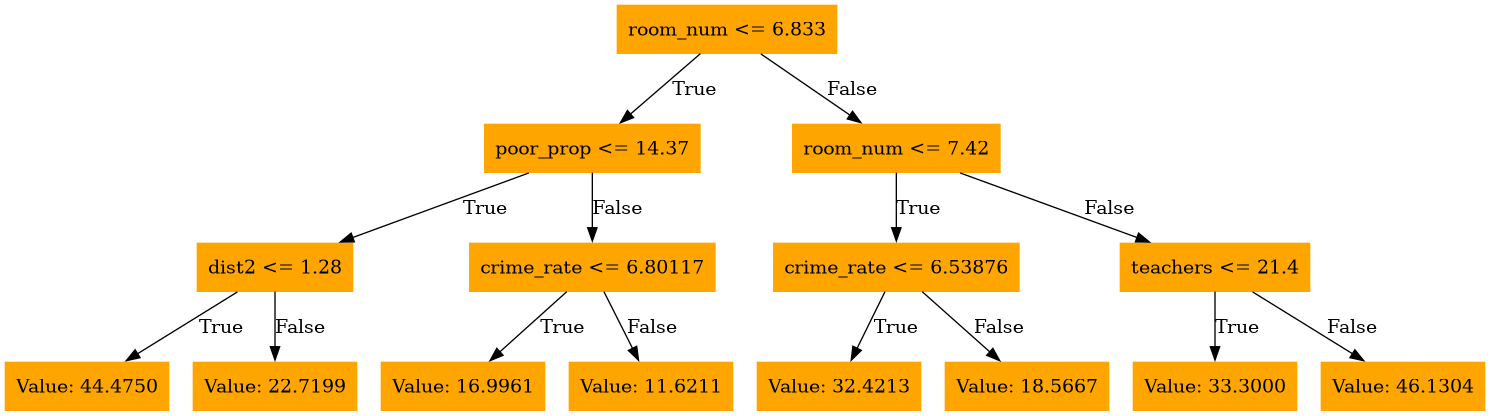 room_num <= 6.833
True
False
poor_prop <= 14.37
room_num <= 7.42
True
False
True
False
dist2 <= 1.28
crime_rate <= 6.80117
crime_rate <= 6.53876
teachers <= 21.4
True
False
True
False
True
False
True
False
Value: 44.4750
Value: 22.7199
Value: 16.9961
Value: 11.6211
Value: 32.4213
Value: 18.5667
Value: 33.3000
Value: 46.1304